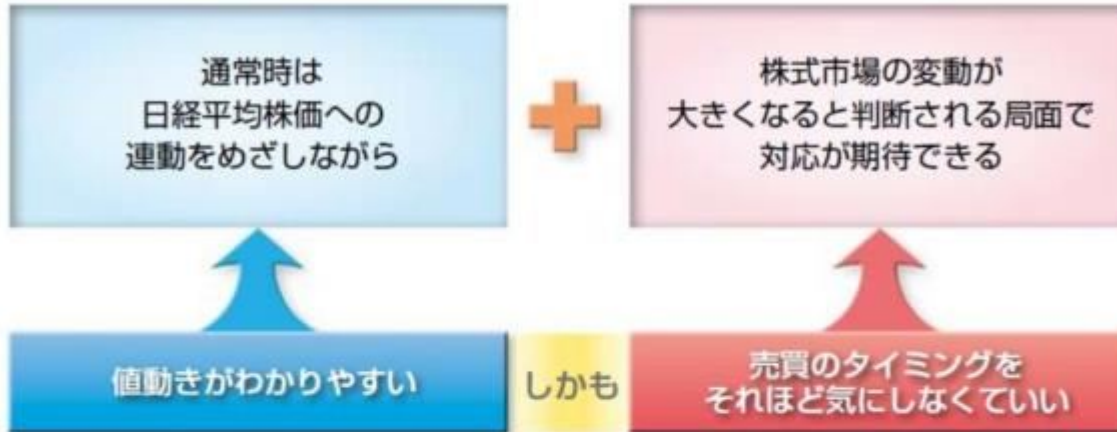 通常時は
日経平均株価への
連動をめざしながら
株式市場の変動が
大きくなると判断される局面で
対応が期待できる
値動きがわかりやすい
しかも
売買のタイミングを
それほど気にしなくていい